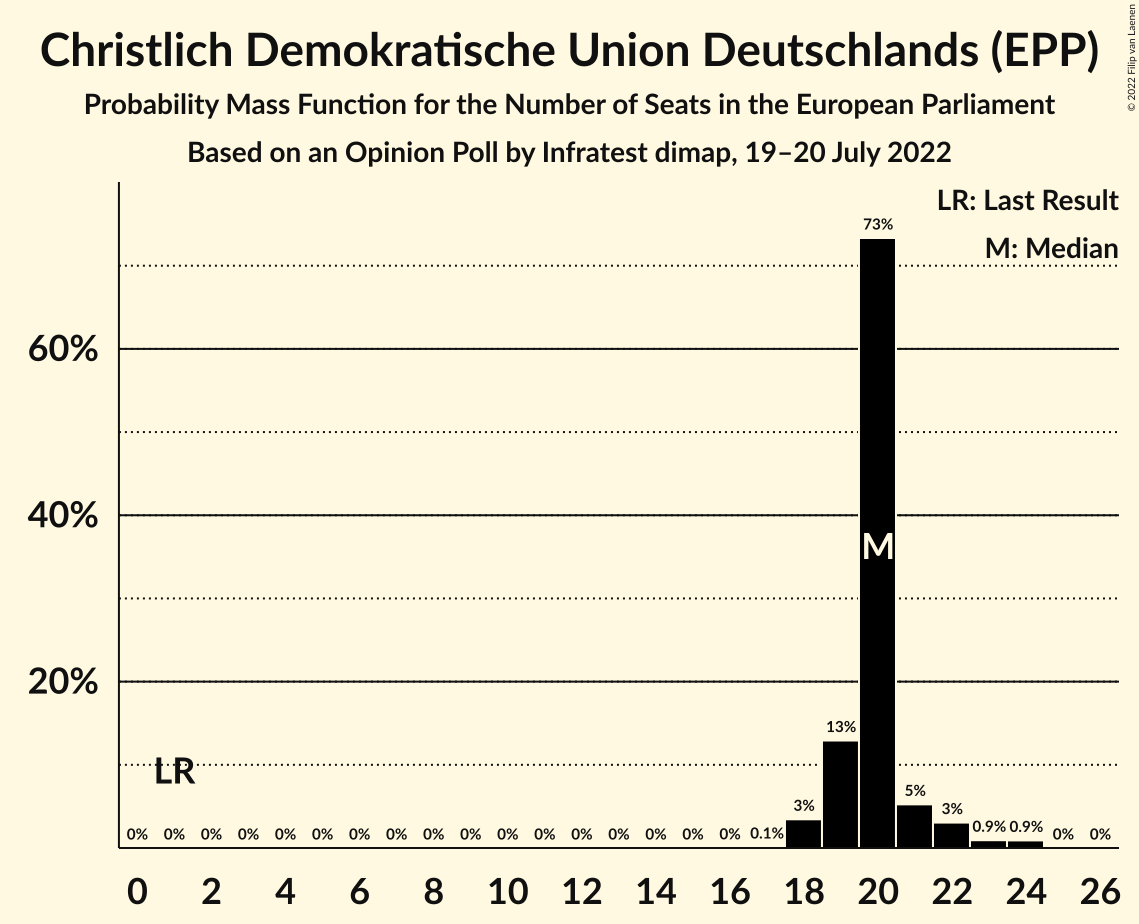 Christlich Demokratische Union Deutschlands (EPP)
Probability Mass Function for the Number of Seats in the European Parliament
Based on an Opinion Poll by Infratest dimap, 19–20 July 2022
© 2022 Filip van Laenen
LR: Last Result
M: Median
73%
60%
40%
M
20%
13%
LR
5%
3% 3%
0.9% 0.9%
0% 0% 0% 0% 0% 0% 0% 0% 0% 0% 0% 0% 0% 0% 0% 0% 0% 0.1% 0% 0%
0 2 4 6 8 10 12 14 16 18 20 22 24 26